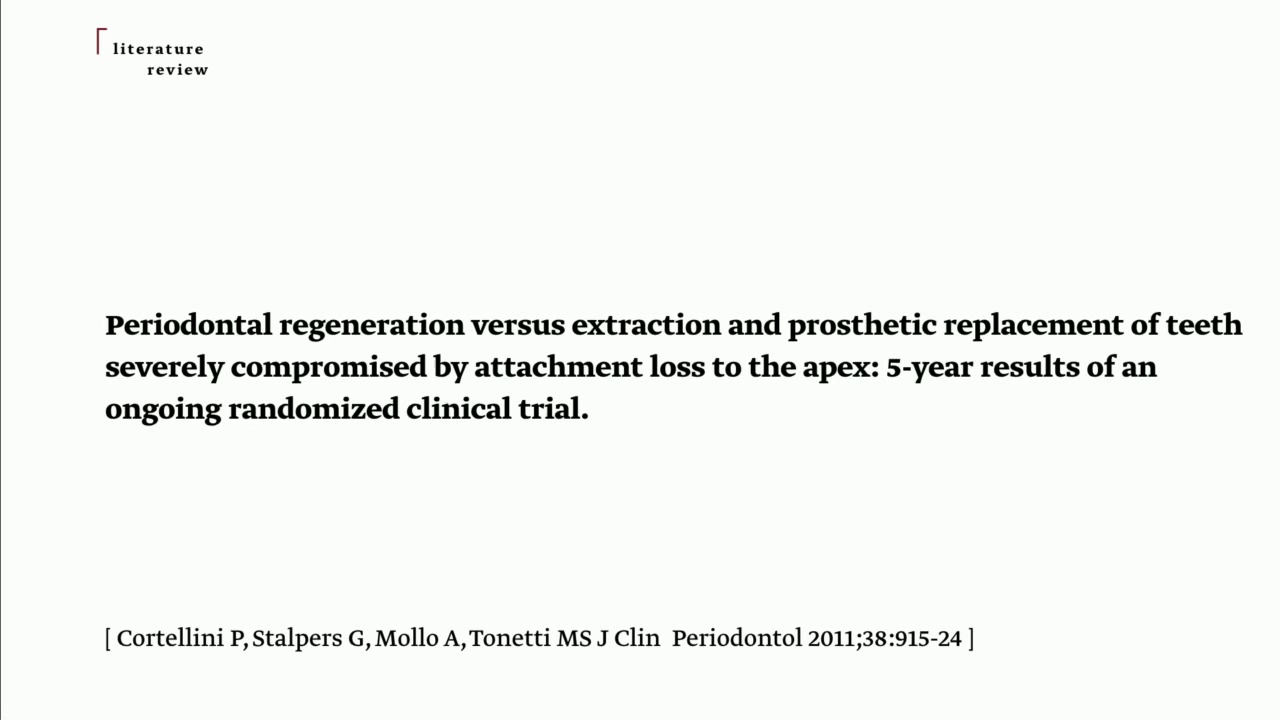 literature
review
Periodontal regeneration versus extraction and prosthetic replacement of teeth
severely compromised by attachment loss to the apex: 5-year results of an
ongoing randomized clinical trial.
[ Cortellini P, Stalpers G, Mollo A, Tonetti MS J Clin Periodontol 2011;38:915-24 ]